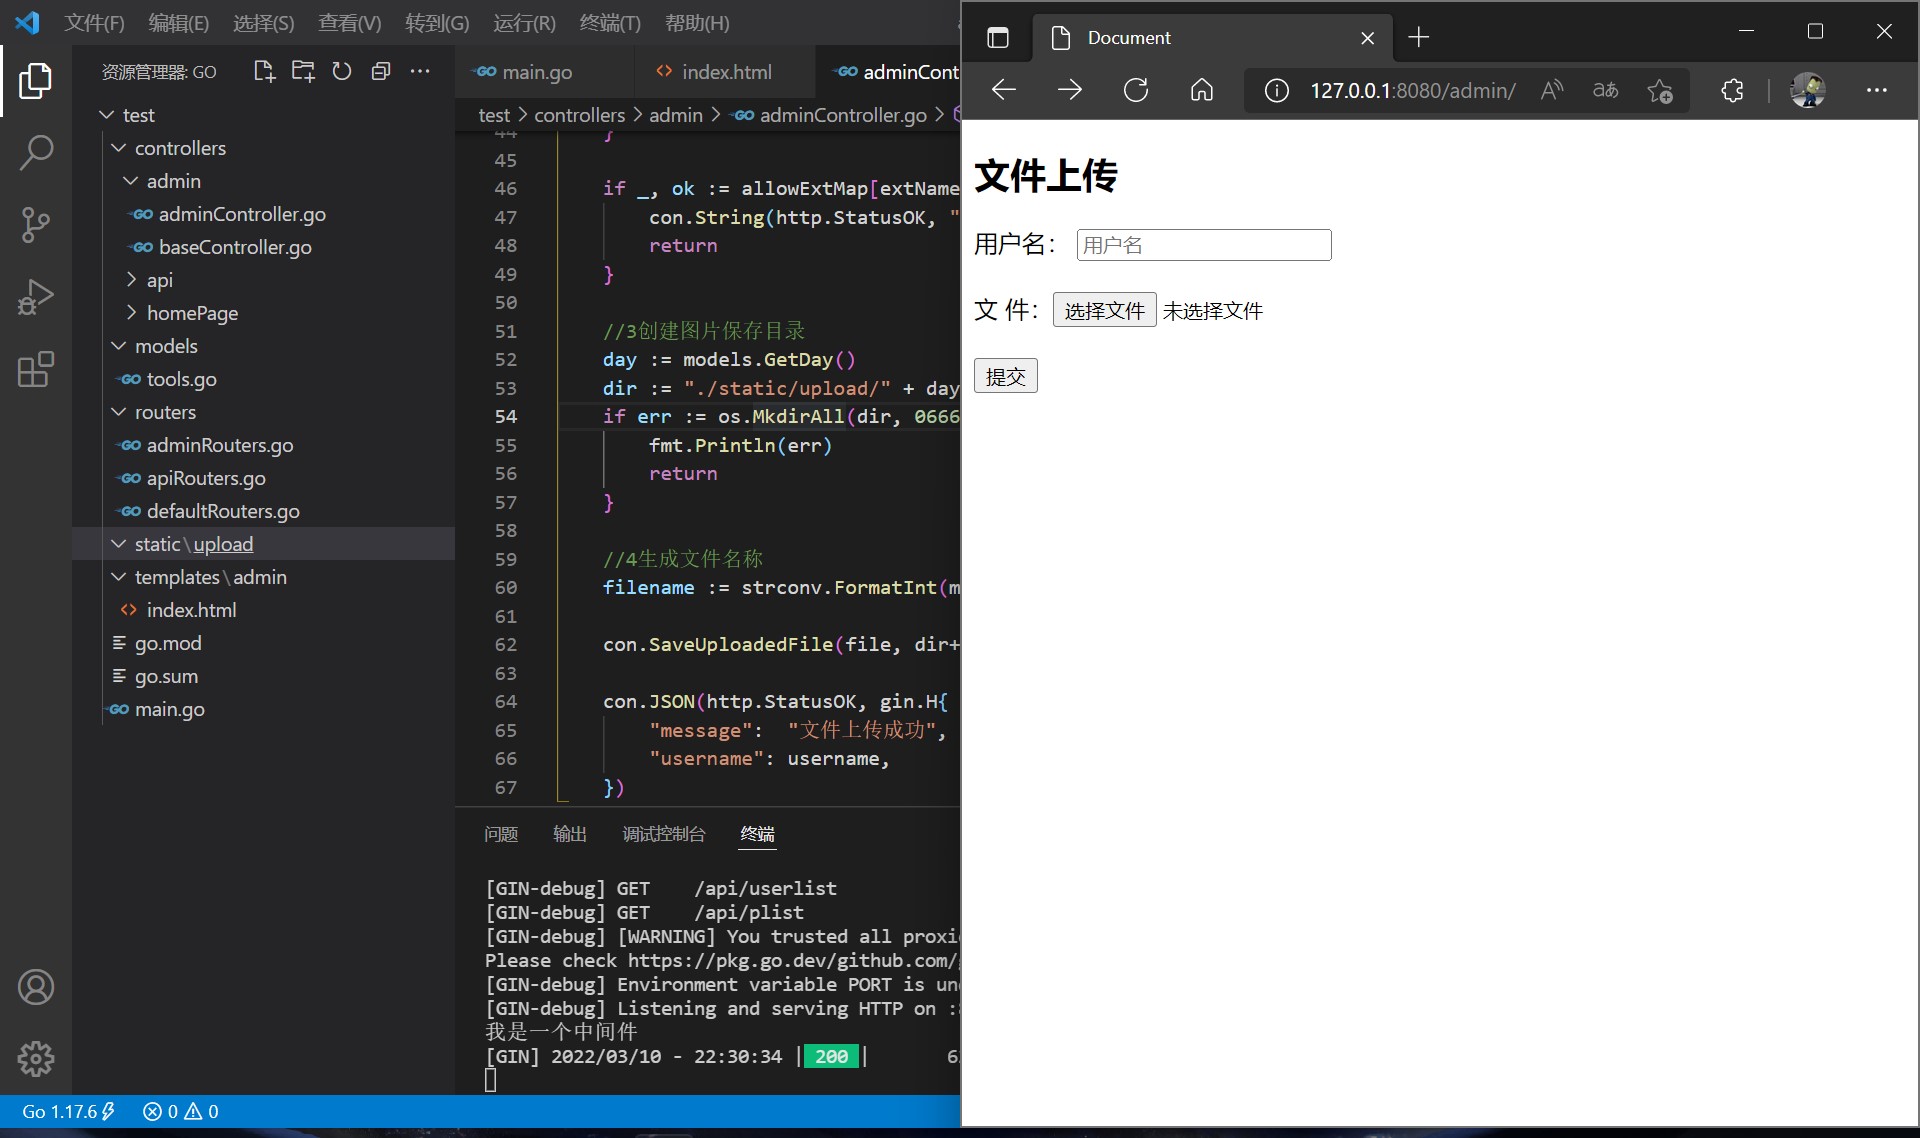 文件(F) 编辑(E) 选择(S) 查看(V) 转到(G) 运行(R) 终端(T) 帮助(H)
资源管理器: GO
test
controllers
admin
adminController.go
baseController.go
api
homePage
models
tools.go
routers
adminRouters.go
apiRouters.go
defaultRouters.go
static\upload
templates\admin
index.html
go.mod
go.sum
main.go
main.go index.html adminCont
test > controllers > admin > adminController.go >
44 }
45
46 if _, ok := allowExtMap[extName
47 con.String(http.StatusOK, "
48 return
49 }
50
51 //3创建图片保存目录
52 day := models.GetDay()
53 dir := "./static/upload/" + day
54 if err := os.MkdirAll(dir, 0666
55 fmt.Println(err)
56 return
57 }
58
59 //4生成文件名称
60 filename := strconv.FormatInt(m
61
62 con.SaveUploadedFile(file, dir+
63
64 con.JSON(http.StatusOK, gin.H{
65 "message": "文件上传成功",
66 "username": username,
67 })
问题 输出 调试控制台 终端
[GIN-debug] GET /api/userlist
[GIN-debug] GET /api/plist
[GIN-debug] [WARNING] You trusted all proxi
Please check https://pkg.go.dev/github.com/
[GIN-debug] Environment variable PORT is un
[GIN-debug] Listening and serving HTTP on :
我是一个中间件
[GIN] 2022/03/10 - 22:30:34 | 200 | 6
Go 1.17.6 0 0
Document
127.0.0.1:8080/admin/
文件上传
用户名： 用户名
文 件： 选择文件 未选择文件
提交